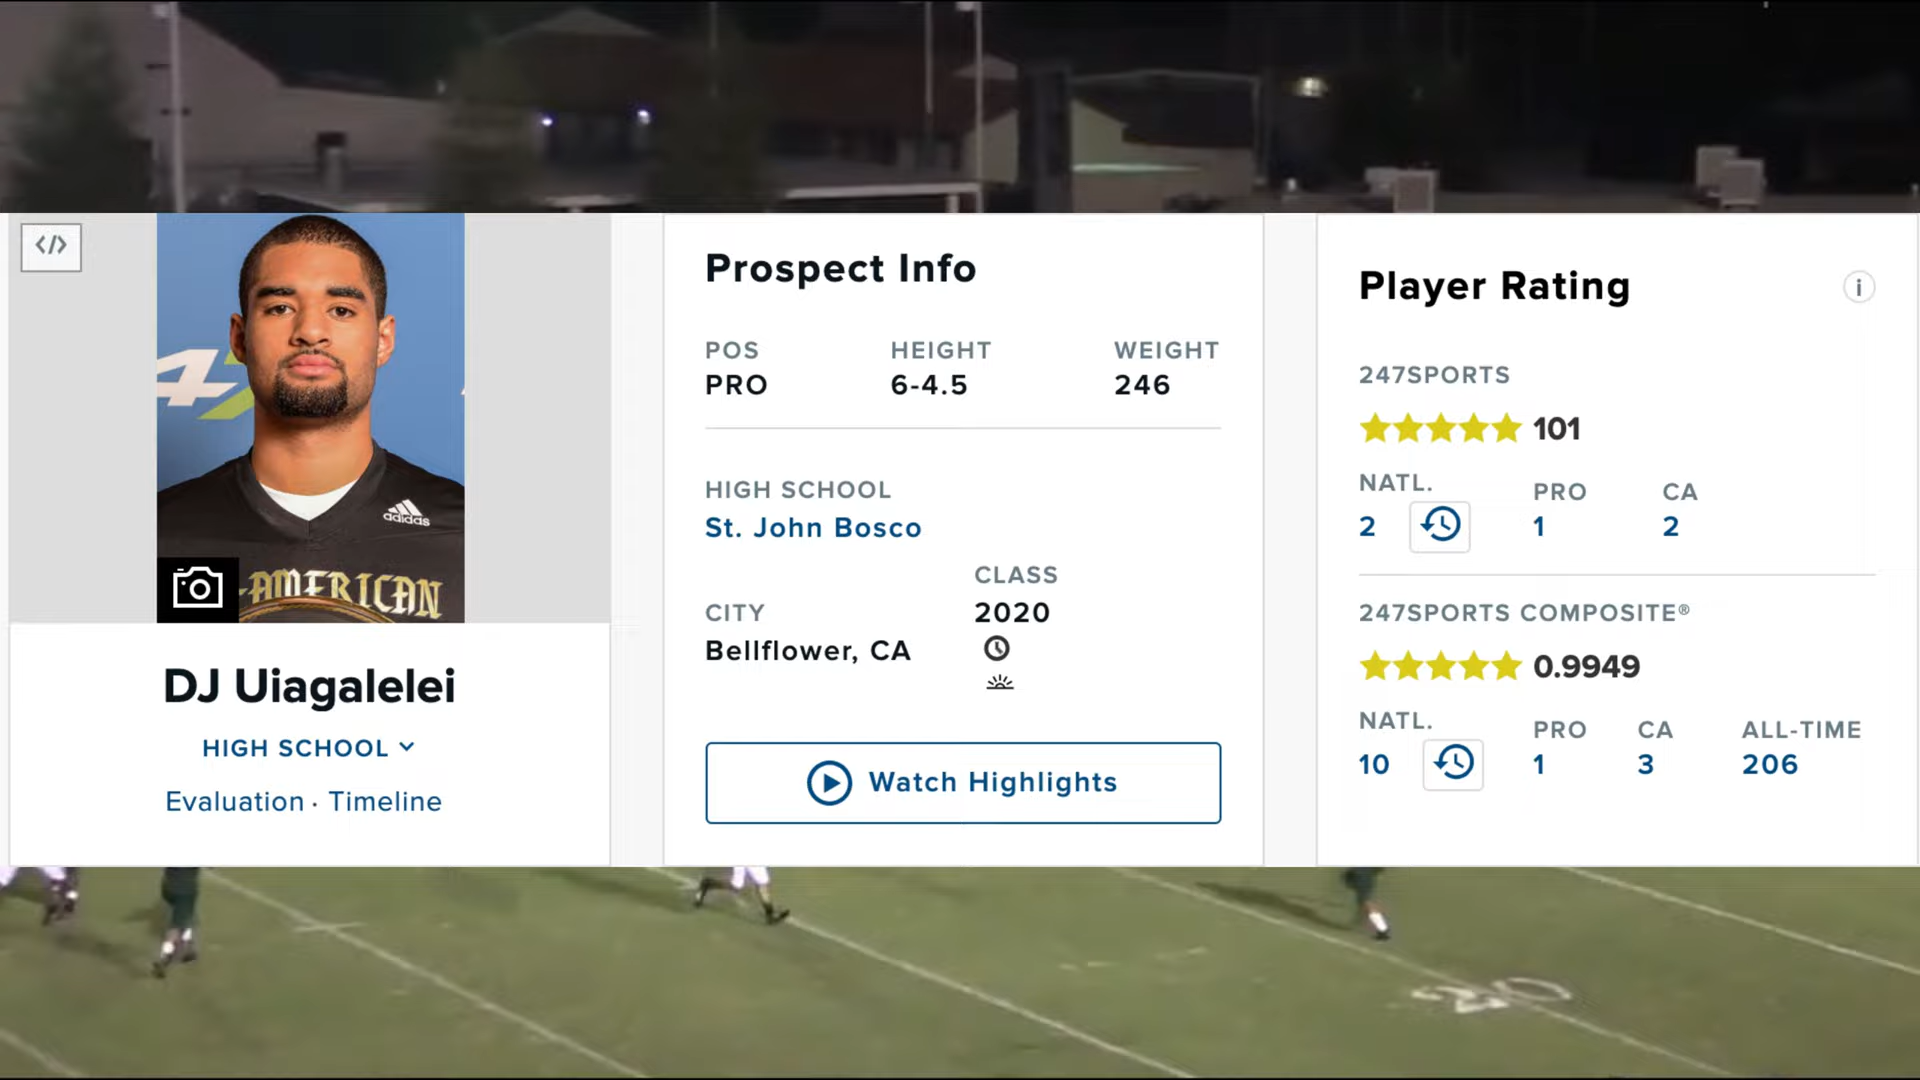 </>
47
adidas
-AMERICAN
DJ Uiagalelei
HIGH SCHOOL
Evaluation · Timeline
Prospect Info
POS HEIGHT WEIGHT
PRO 6-4.5 246
HIGH SCHOOL
St. John Bosco
CLASS
CITY 2020
Bellflower, CA
Watch Highlights
Player Rating
i
247SPORTS
101
NATL. PRO CA
2 1 2
247SPORTS COMPOSITE®
0.9949
NATL. PRO CA ALL-TIME
10 1 3 206
20